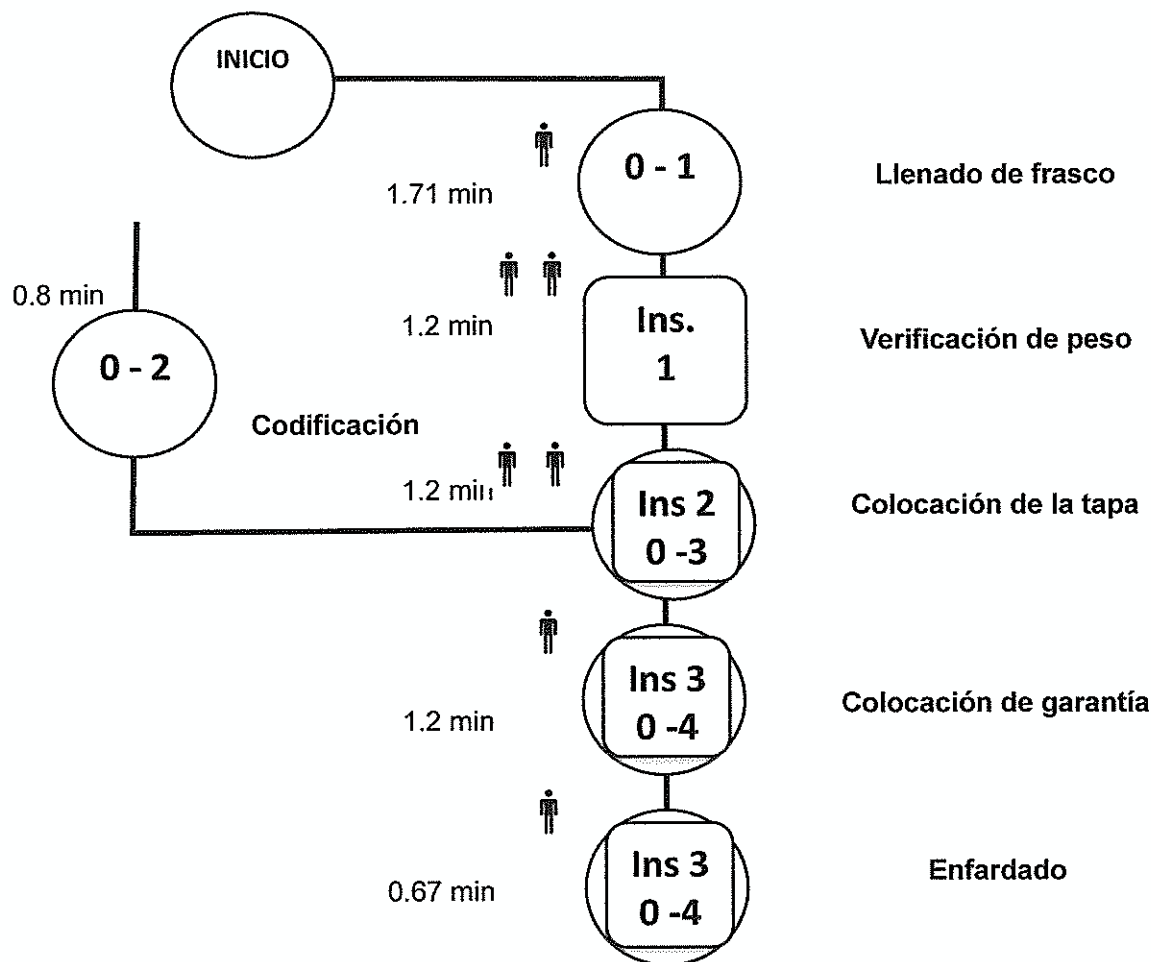 INICIO
0 - 1
Llenado de frasco
1.71 min
0.8 min
Ins.
1
1.2 min
Verificación de peso
0 - 2
Codificación
1.2 min
Ins 2
0 -3
Colocación de la tapa
Ins 3
0 -4
1.2 min
Colocación de garantía
Ins 3
0 -4
0.67 min
Enfardado